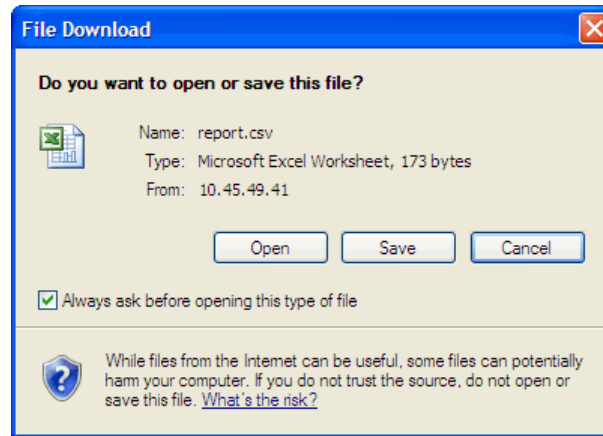 File Download
Do you want to open or save this file?
Name: report.csv
Type: Microsoft Excel Worksheet, 173 bytes
From: 10.45.49.41
Open Save Cancel
Always ask before opening this type of file
While files from the Internet can be useful, some files can potentially
harm your computer. If you do not trust the source, do not open or
save this file. What's the risk?